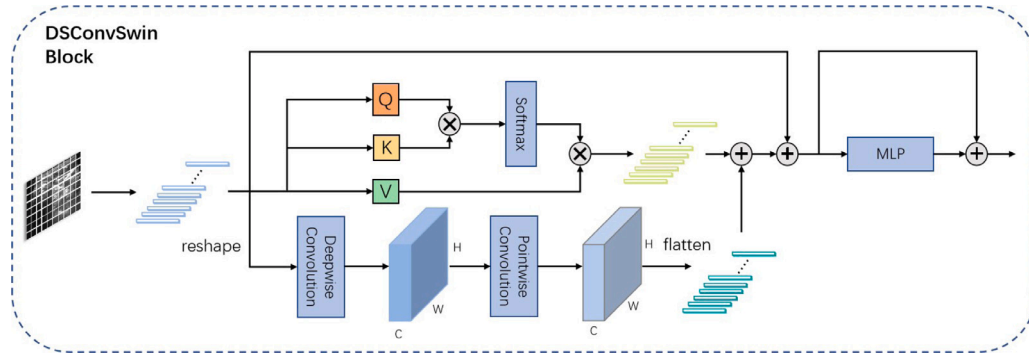 DSConvSwin
Block
Q
K
V
Softmax
MLP
reshape
Deepwise
Convolution
H
W
C
Pointwise
Convolution
H
W
C
flatten